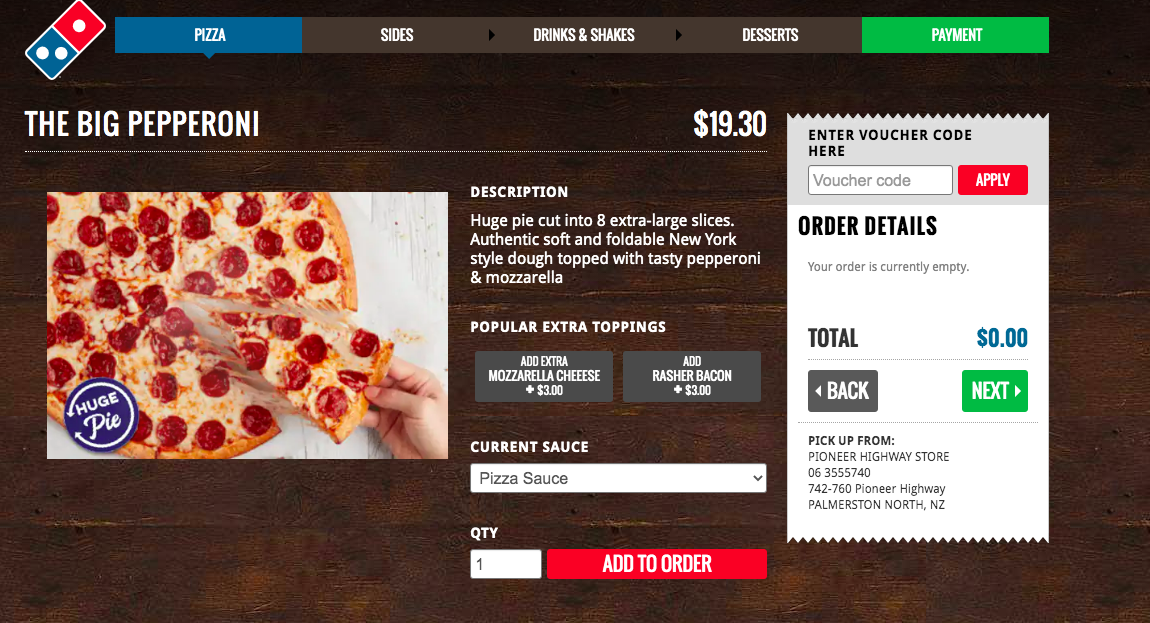 PIZZA
SIDES
DRINKS & SHAKES
DESSERTS
PAYMENT
THE BIG PEPPERONI
$19.30
HUGE
Pie
DESCRIPTION
Huge pie cut into 8 extra-large slices.
Authentic soft and foldable New York
style dough topped with tasty pepperoni
& mozzarella
POPULAR EXTRA TOPPINGS
ADD EXTRA
MOZZARELLA CHEEESE
+ $3.00
ADD
RASHER BACON
+ $3.00
CURRENT SAUCE
Pizza Sauce
QTY
1
ADD TO ORDER
ENTER VOUCHER CODE
HERE
Voucher code
APPLY
ORDER DETAILS
Your order is currently empty.
TOTAL
$0.00
BACK
NEXT
PICK UP FROM:
PIONEER HIGHWAY STORE
06 3555740
742-760 Pioneer Highway
PALMERSTON NORTH, NZ